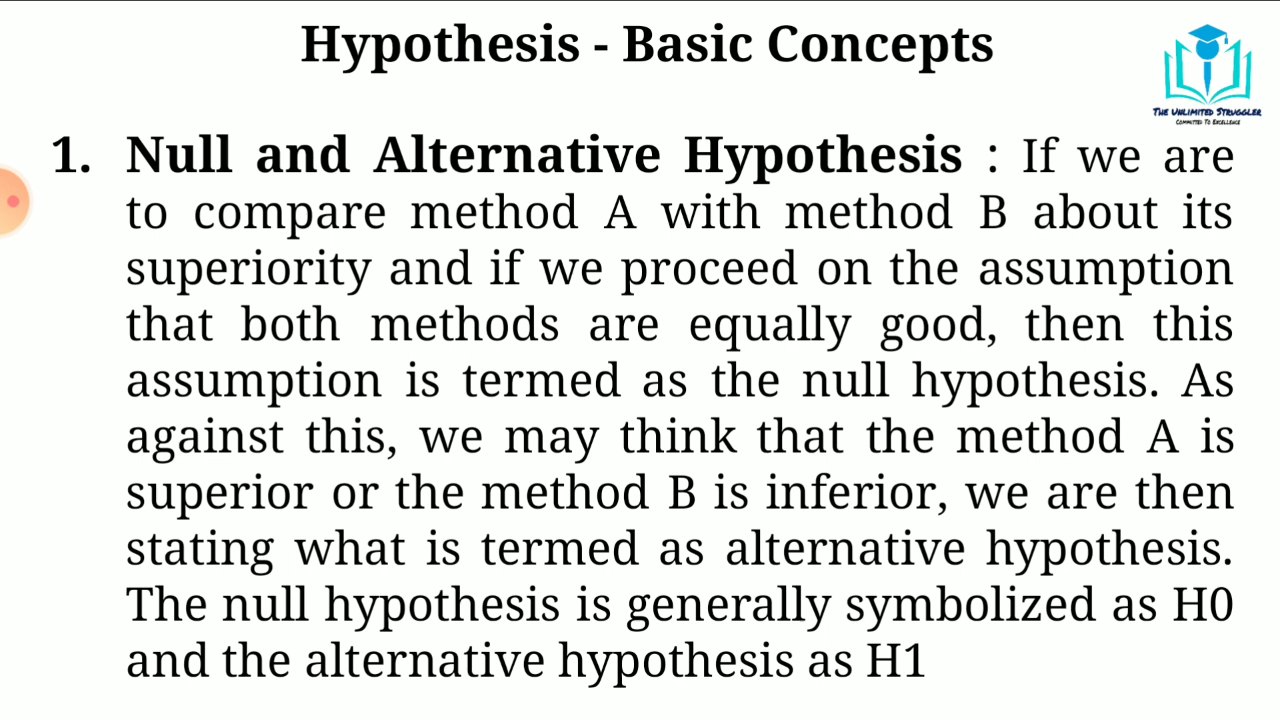 Hypothesis - Basic Concepts
THE UNLIMITED STRUGGLER
COMMITTED TO EXCELLENCE
1. Null and Alternative Hypothesis : If we are
to compare method A with method B about its
superiority and if we proceed on the assumption
that both methods are equally good, then this
assumption is termed as the null hypothesis. As
against this, we may think that the method A is
superior or the method B is inferior, we are then
stating what is termed as alternative hypothesis.
The null hypothesis is generally symbolized as H0
and the alternative hypothesis as H1